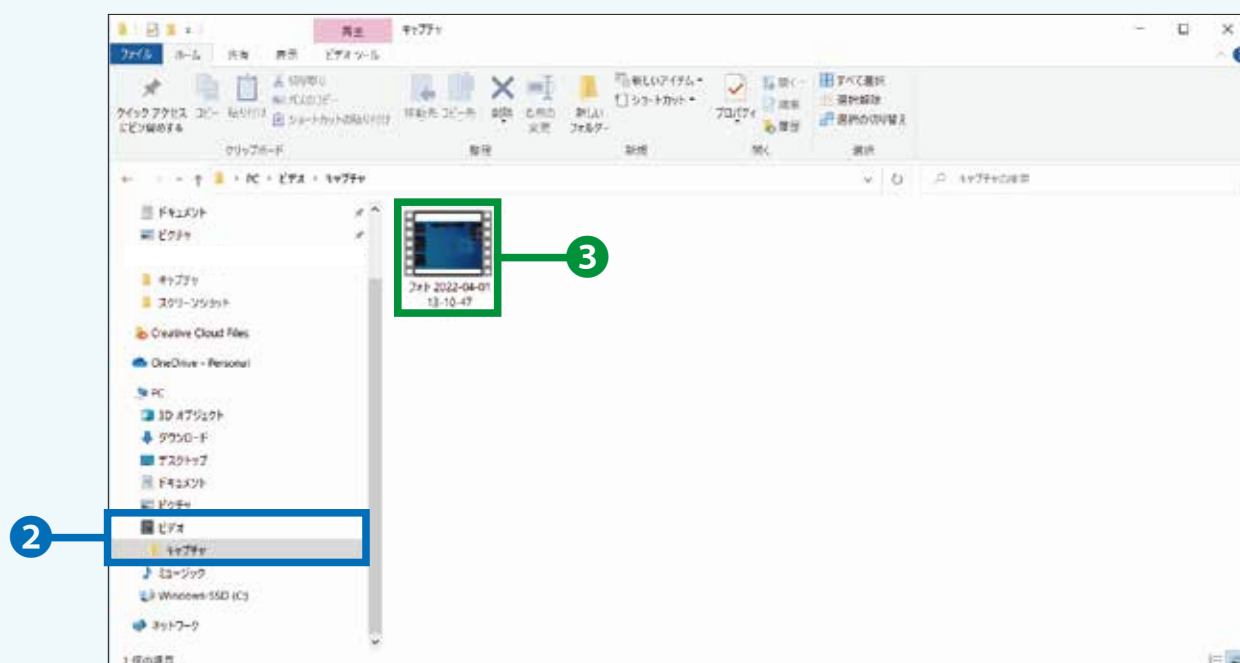 再生
キャプチャ
ファイル ホーム 共有 表示 ビデオ ツール
クイック アクセス
にピン留めする
コピー
貼り付け
切り取り
パスのコピー
ショートカットの貼り付け
移動先 コピー先
削除
名前の
変更
新しい
フォルダー
新しいアイテム
ショートカット
プロパティ
開く
編集
履歴
すべて選択
選択解除
選択の切り替え
クリップボード
整理
新規
開く
選択
PC
ビデオ
キャプチャ
キャプチャの検索
ドキュメント
ピクチャ
キャプチャ
スクリーンショット
Creative Cloud Files
OneDrive - Personal
PC
3D オブジェクト
ダウンロード
デスクトップ
ドキュメント
ピクチャ
ビデオ
キャプチャ
ミュージック
Windows-SSD (C:)
ネットワーク
フォト 2022-04-01
13-10-47
3
2
1 個の項目